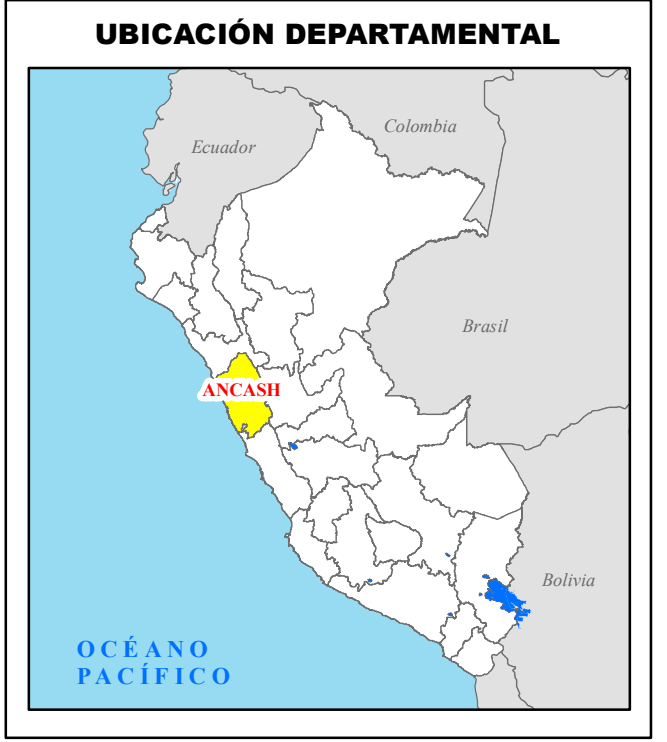 UBICACIÓN DEPARTAMENTAL
Colombia
Ecuador
Brasil
ANCASH
Bolivia
OCÉANO
PACÍFICO